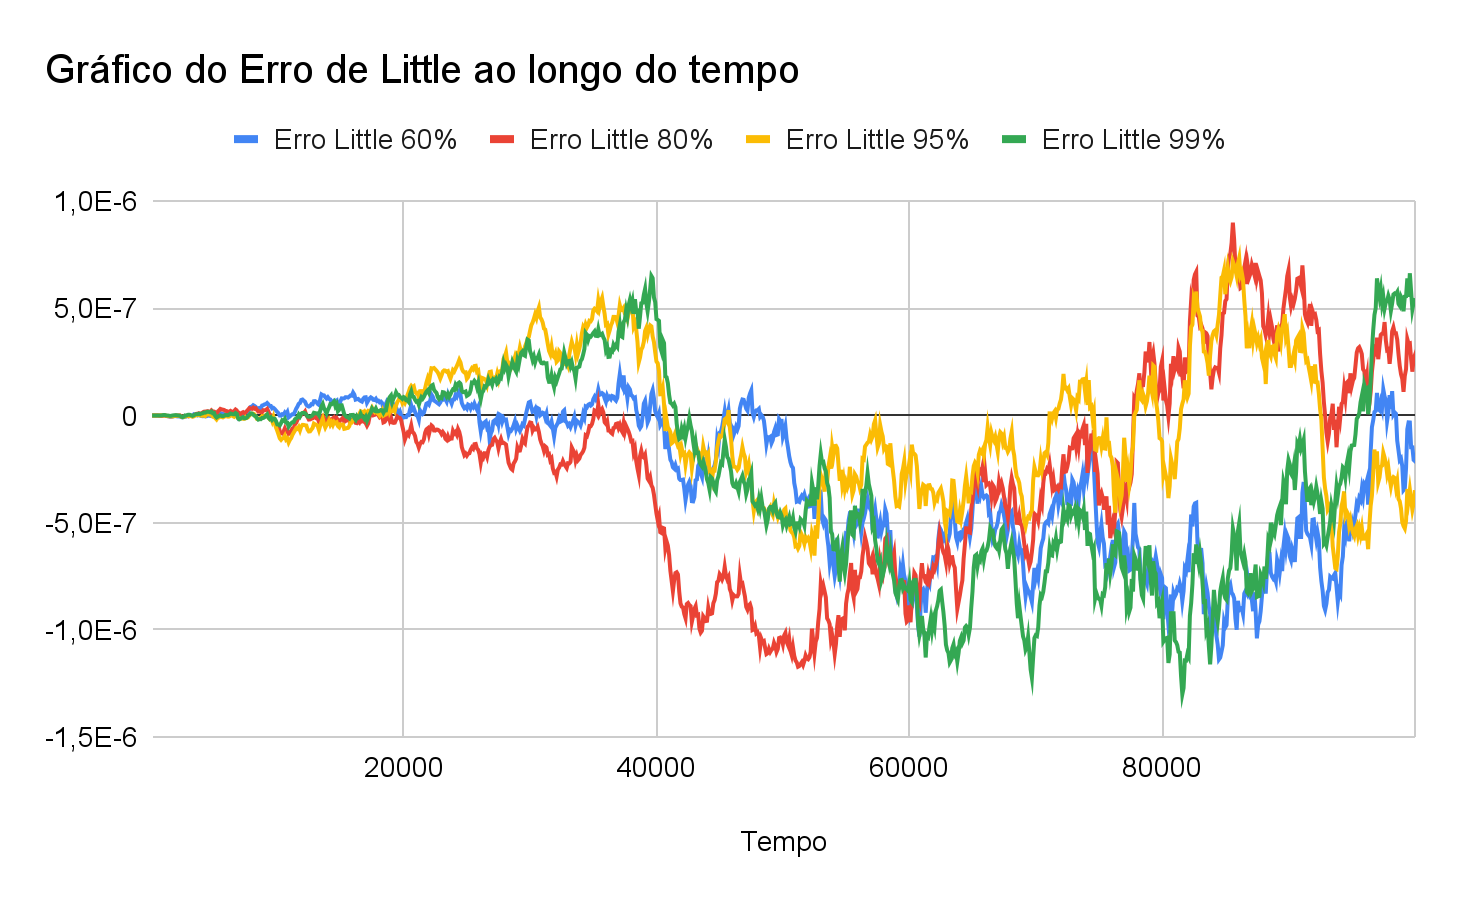 Gráfico do Erro de Little ao longo do tempo
Erro Little 60% Erro Little 80% Erro Little 95% Erro Little 99%
1,0E-6
5,0E-7
0
-5,0E-7
-1,0E-6
-1,5E-6
20000 40000 60000 80000
Tempo